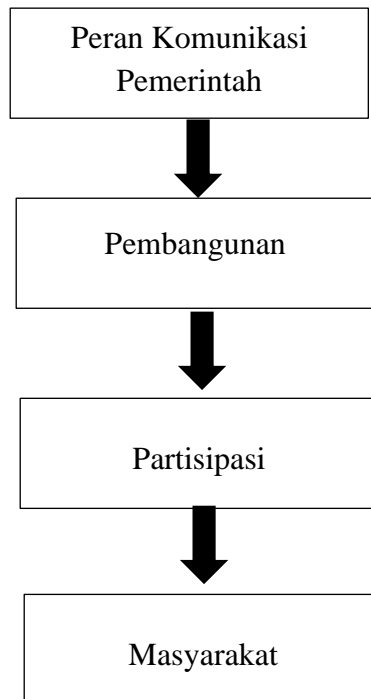 Peran Komunikasi
Pemerintah
Pembangunan
Partisipasi
Masyarakat